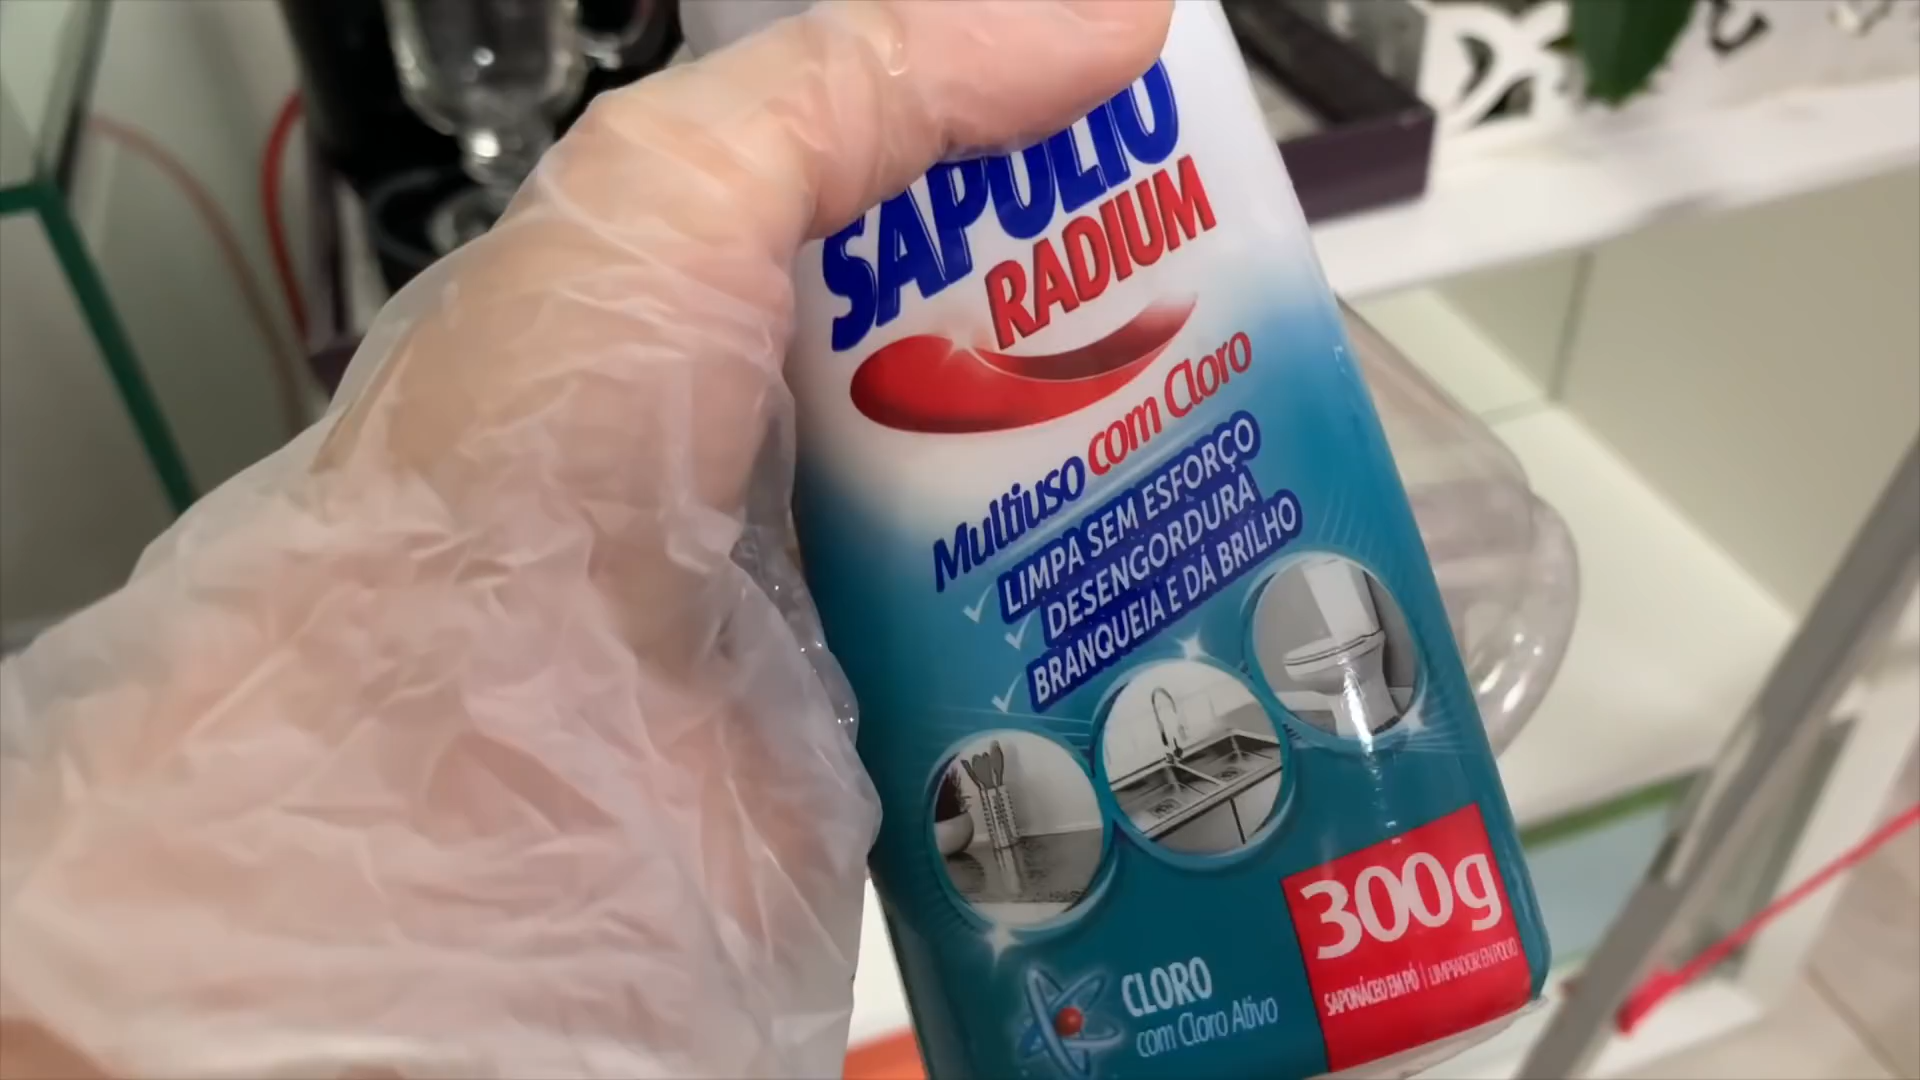 SAPÓLIO
RADIUM
Multiuso com Cloro
LIMPA SEM ESFORÇO
DESENGORDURA
BRANQUEIA E DÁ BRILHO
300g
SAPONÁCEO EM PÓ | LIMPIADOR EN POLVO
CLORO
com Cloro Ativo